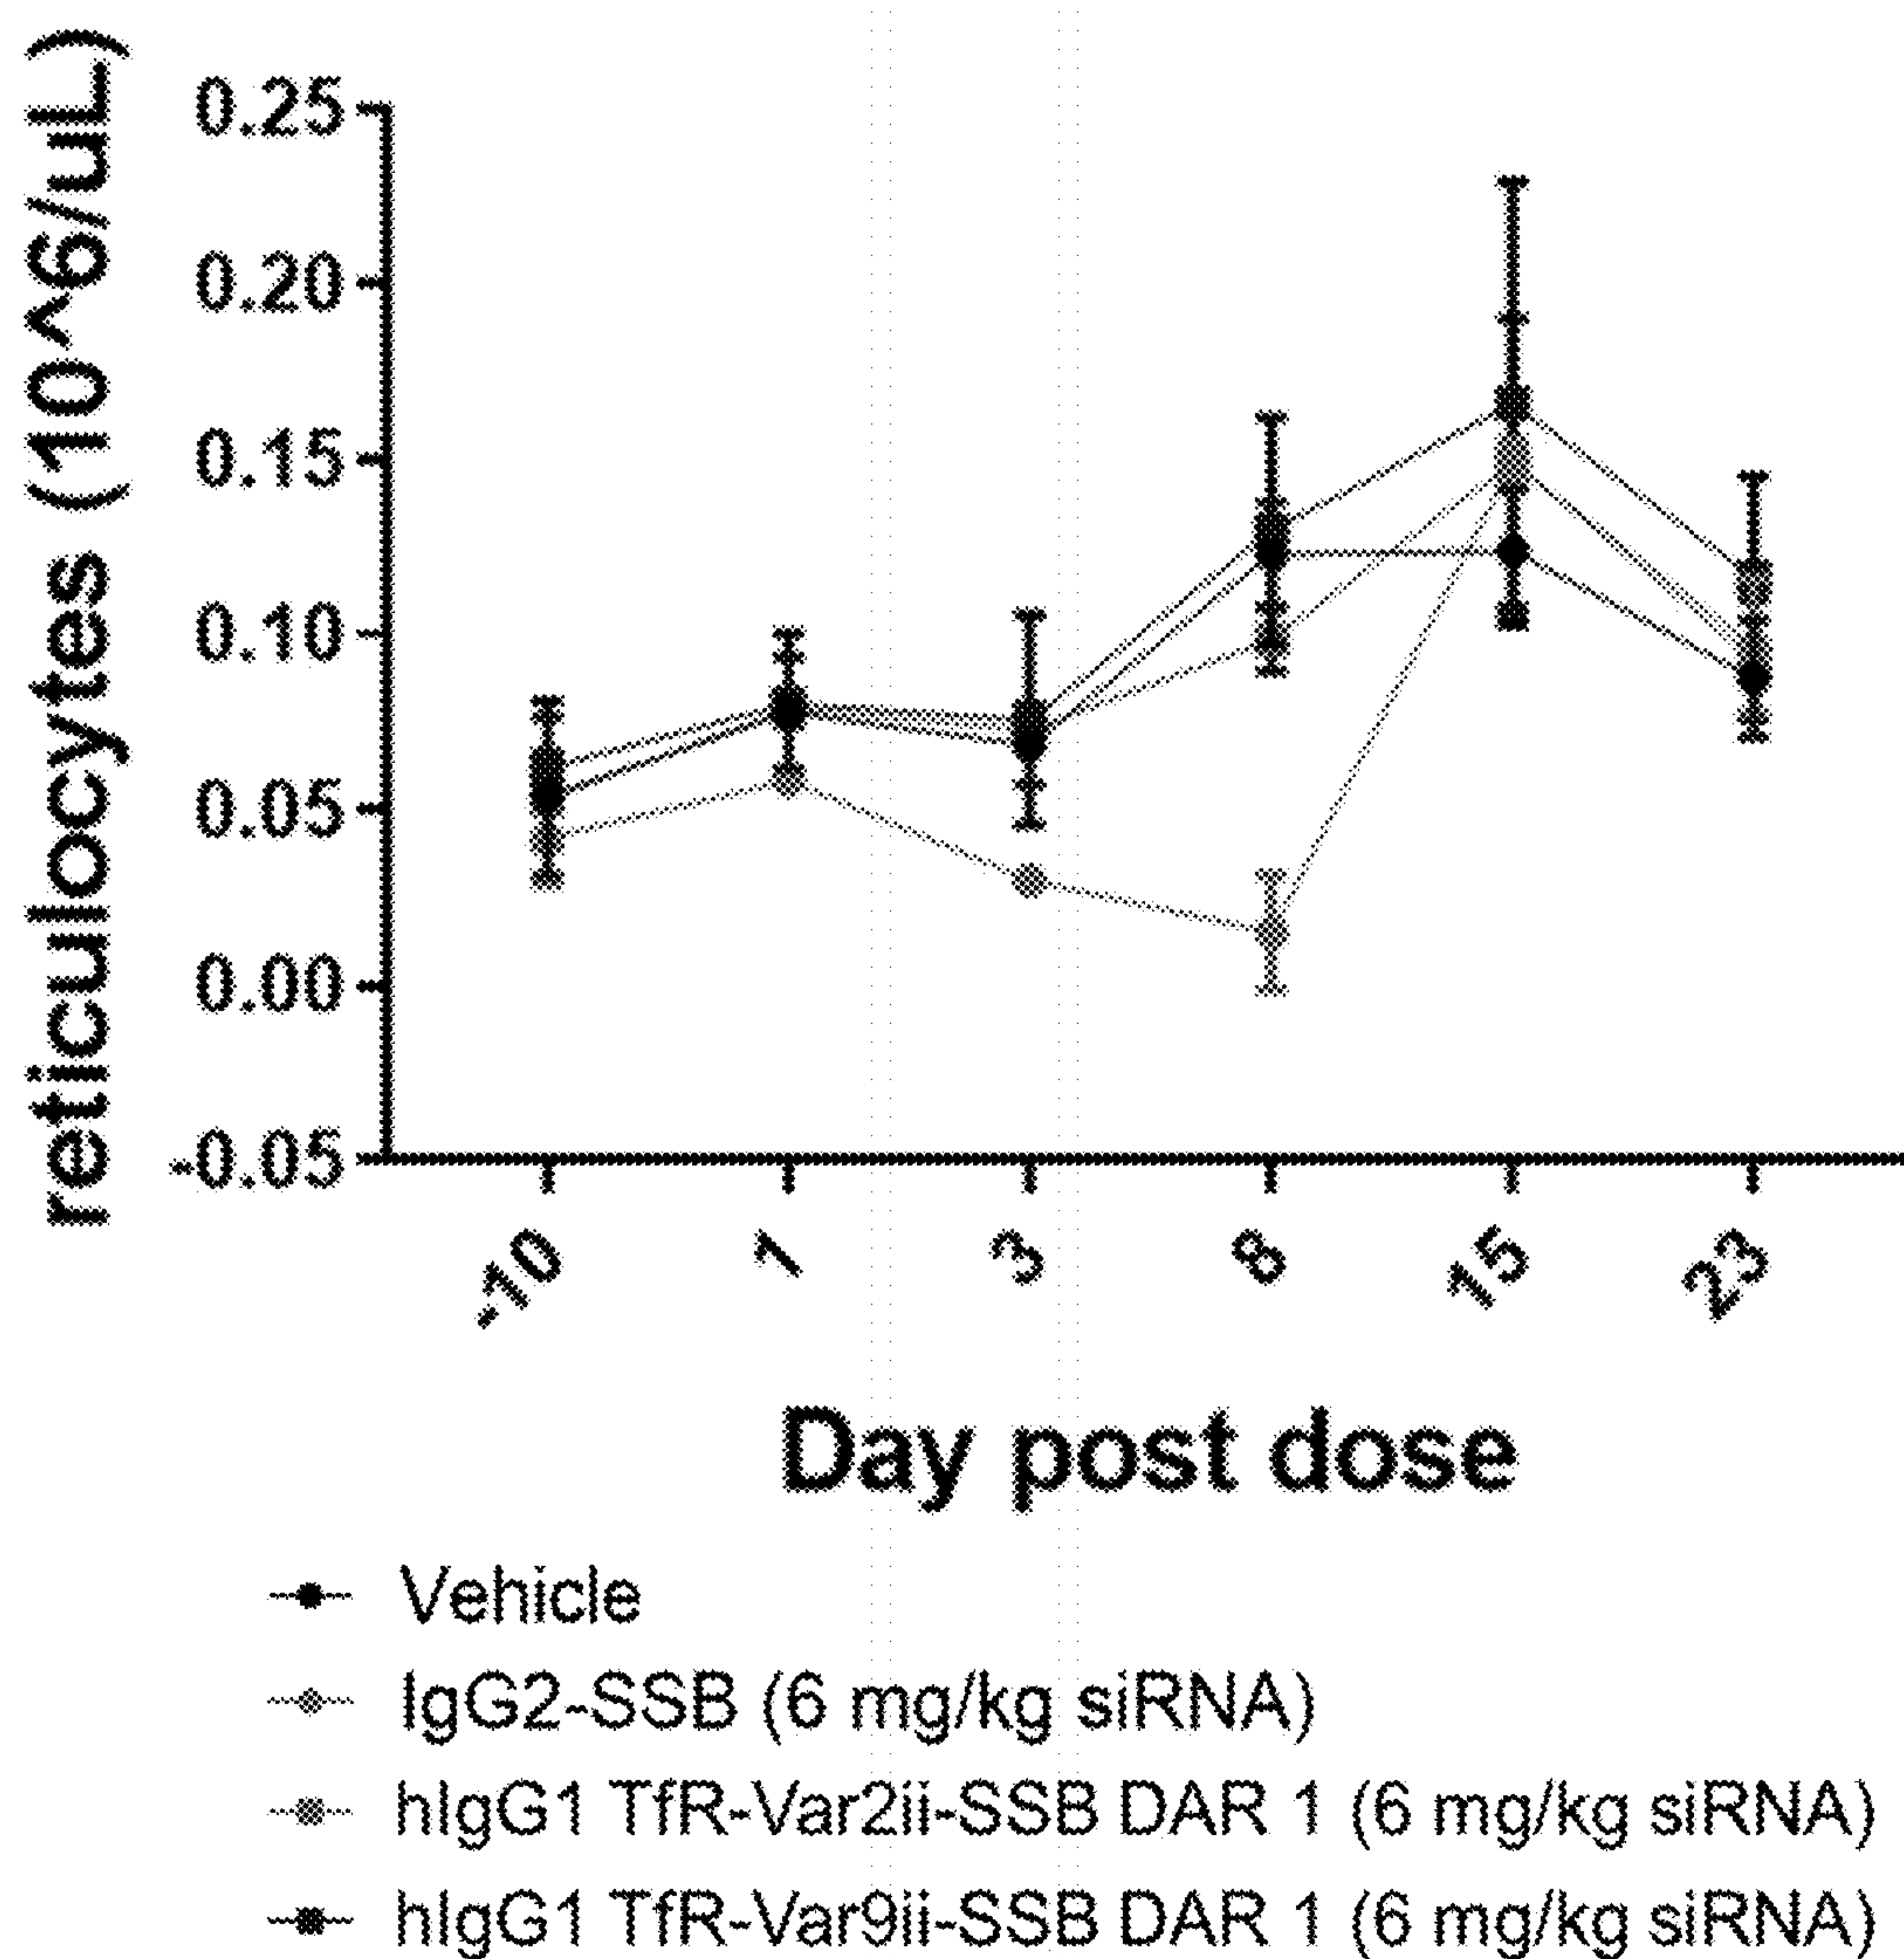 reticulocytes (10^6/uL)
0.25
0.20
0.15
0.10
0.05
0.00
-0.05
-10 1 3 8 15 23
Day post dose
Vehicle
IgG2-SSB (6 mg/kg siRNA)
hIgG1 TfR-Var2ii-SSB DAR 1 (6 mg/kg siRNA)
hIgG1 TfR-Var9ii-SSB DAR 1 (6 mg/kg siRNA)